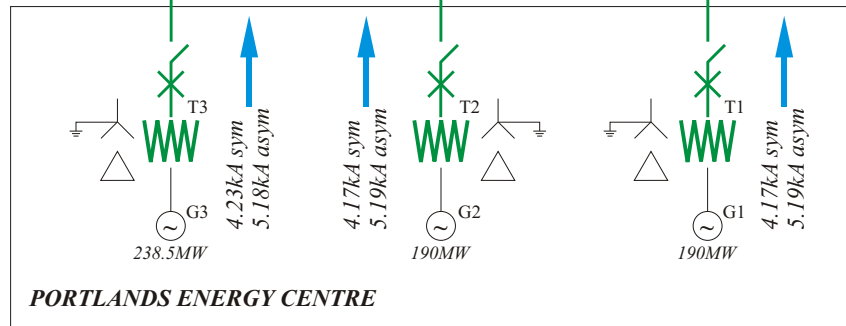 T3
4.23kA sym
5.18kA asym
G3
~
238.5MW
4.17kA sym
5.19kA asym
T2
G2
~
190MW
T1
4.17kA sym
5.19kA asym
G1
~
190MW
PORTLANDS ENERGY CENTRE